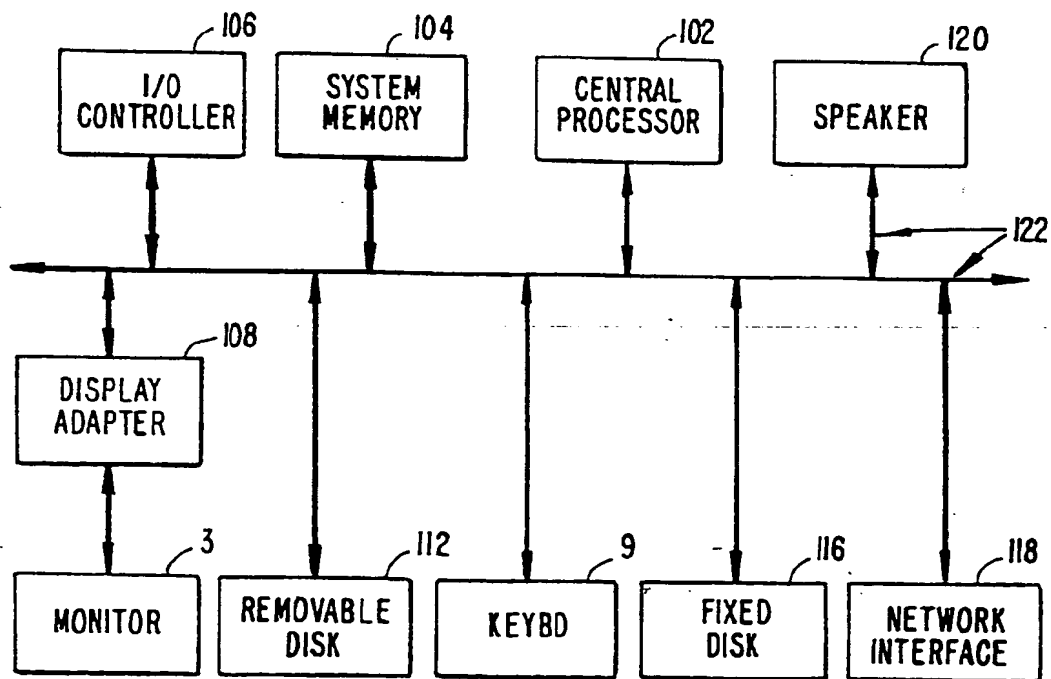 106
104
102
120
I/O
CONTROLLER
SYSTEM
MEMORY
CENTRAL
PROCESSOR
SPEAKER
122
108
DISPLAY
ADAPTER
3
112
9
116
118
MONITOR
REMOVABLE
DISK
KEYBD
FIXED
DISK
NETWORK
INTERFACE